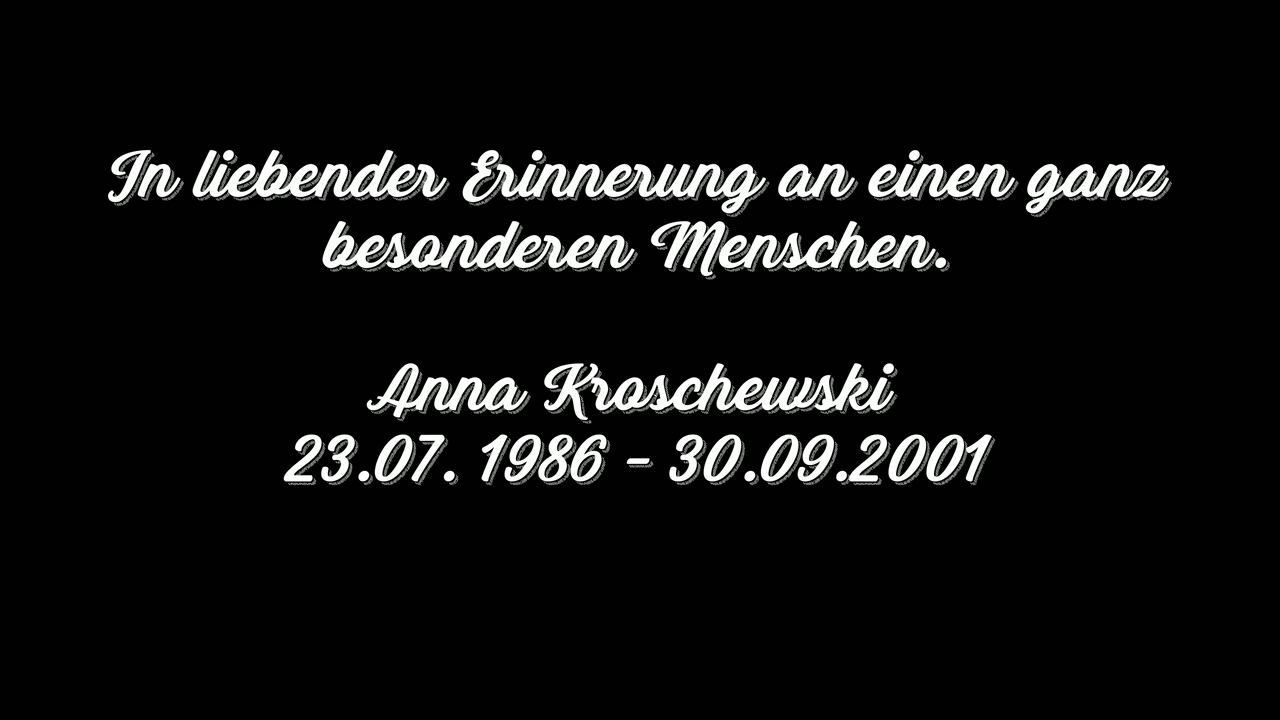 In liebender Erinnerung an einen ganz
besonderen Menschen.
Anna Kroschewski
23.07. 1986 - 30.09.2001